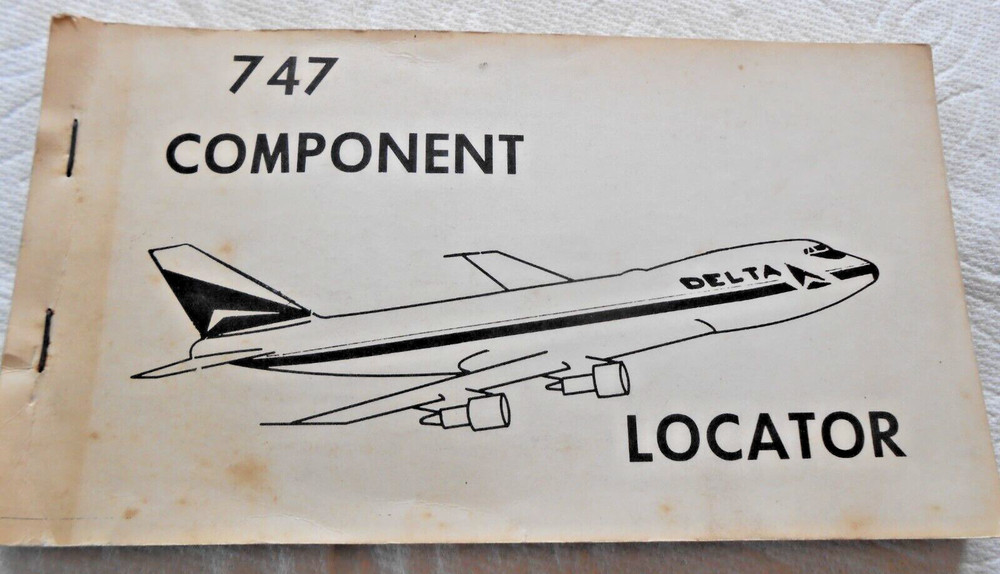 747
COMPONENT
DELTA
LOCATOR